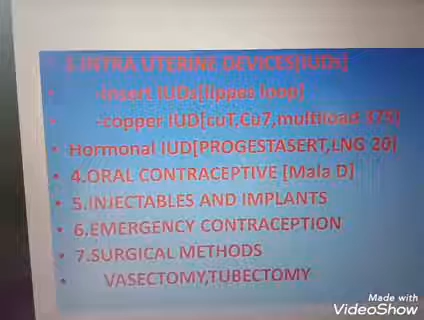 3.INTRA UTERINE DEVICES[IUDs]
-insert IUDs[lippes loop]
-copper IUD[cuT,Cu7,multiload 375]
Hormonal IUD[PROGESTASERT,LNG 20]
4.ORAL CONTRACEPTIVE [Mala D]
5.INJECTABLES AND IMPLANTS
6.EMERGENCY CONTRACEPTION
7.SURGICAL METHODS
VASECTOMY,TUBECTOMY
Made with
VideoShow